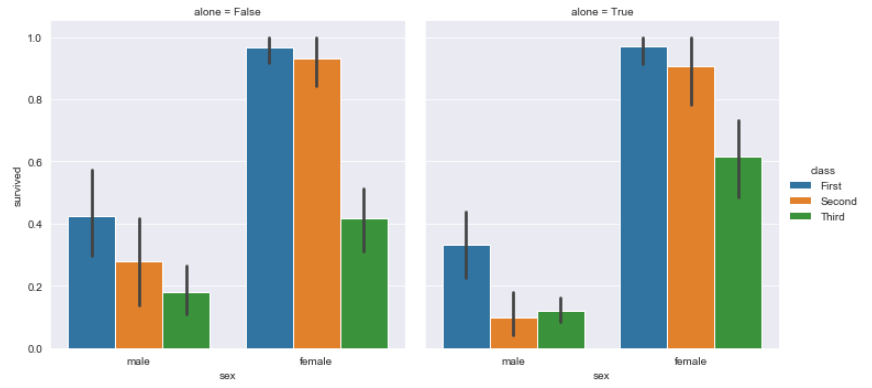 alone = False
alone = True
survived
1.0
0.8
0.6
0.4
0.2
0.0
male
female
sex
male
female
sex
class
First
Second
Third